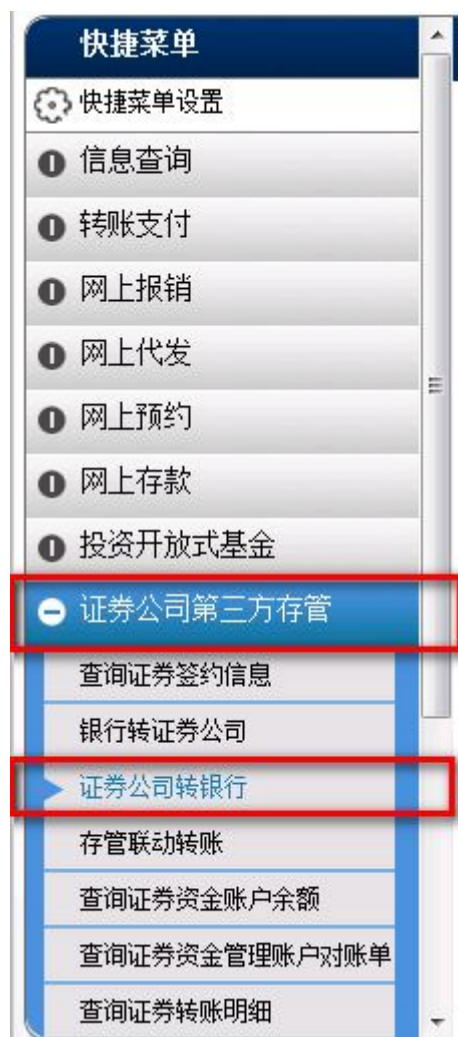 快捷菜单
快捷菜单设置
信息查询
转账支付
网上报销
网上代发
网上预约
网上存款
投资开放式基金
证券公司第三方存管
查询证券签约信息
银行转证券公司
证券公司转银行
存管联动转账
查询证券资金账户余额
查询证券资金管理账户对账单
查询证券转账明细